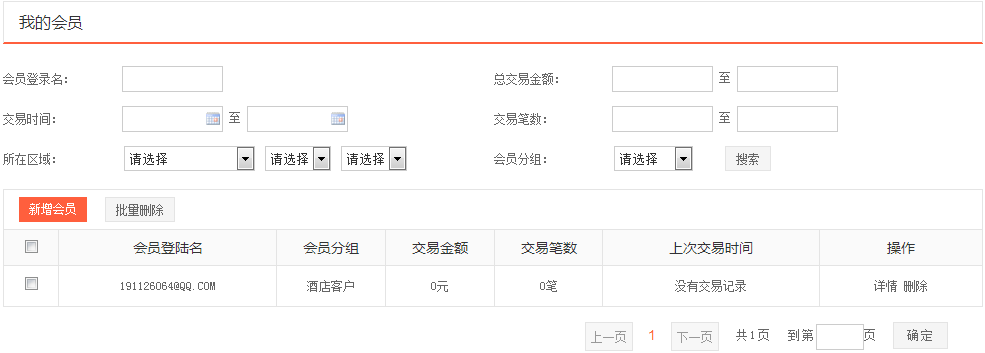 我的会员
会员登录名: 总交易金额: 至
交易时间: 至 交易笔数: 至
所在区域: 请选择 请选择 请选择 会员分组: 请选择 搜索
新增会员 批量删除
会员登陆名 会员分组 交易金额 交易笔数 上次交易时间 操作
191126064@QQ.COM 酒店客户 0元 0笔 没有交易记录 详情 删除
上一页 1 下一页 共1页 到第 页 确定